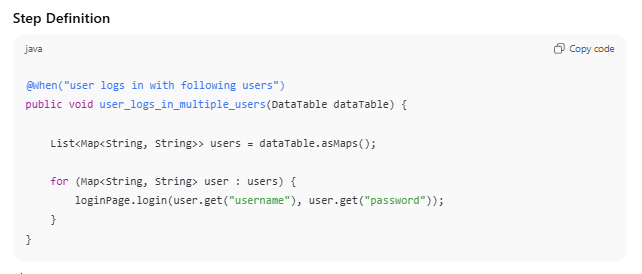 Step Definition
java
Copy code
@When("user logs in with following users")
public void user_logs_in_multiple_users(DataTable dataTable) {
List<Map<String, String>> users = dataTable.asMaps();
for (Map<String, String> user : users) {
loginPage.login(user.get("username"), user.get("password"));
}
}